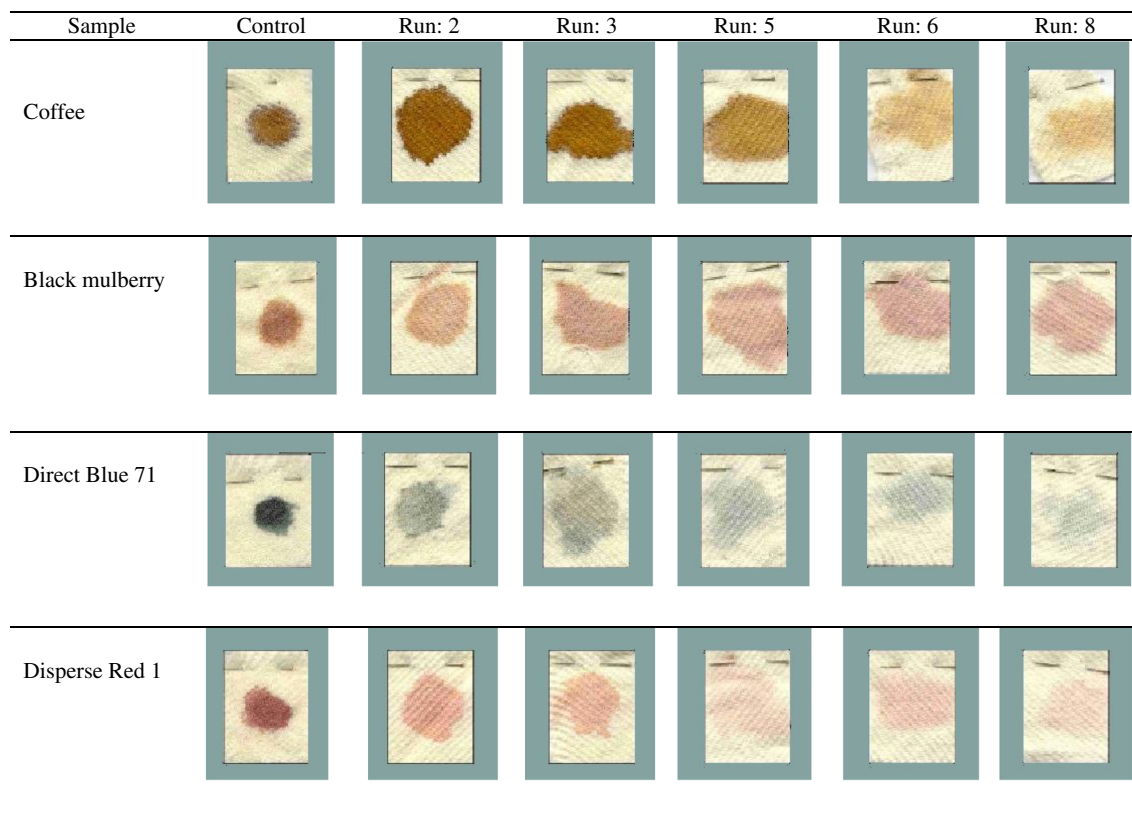 Sample Control Run: 2 Run: 3 Run: 5 Run: 6 Run: 8
Coffee
Black mulberry
Direct Blue 71
Disperse Red 1